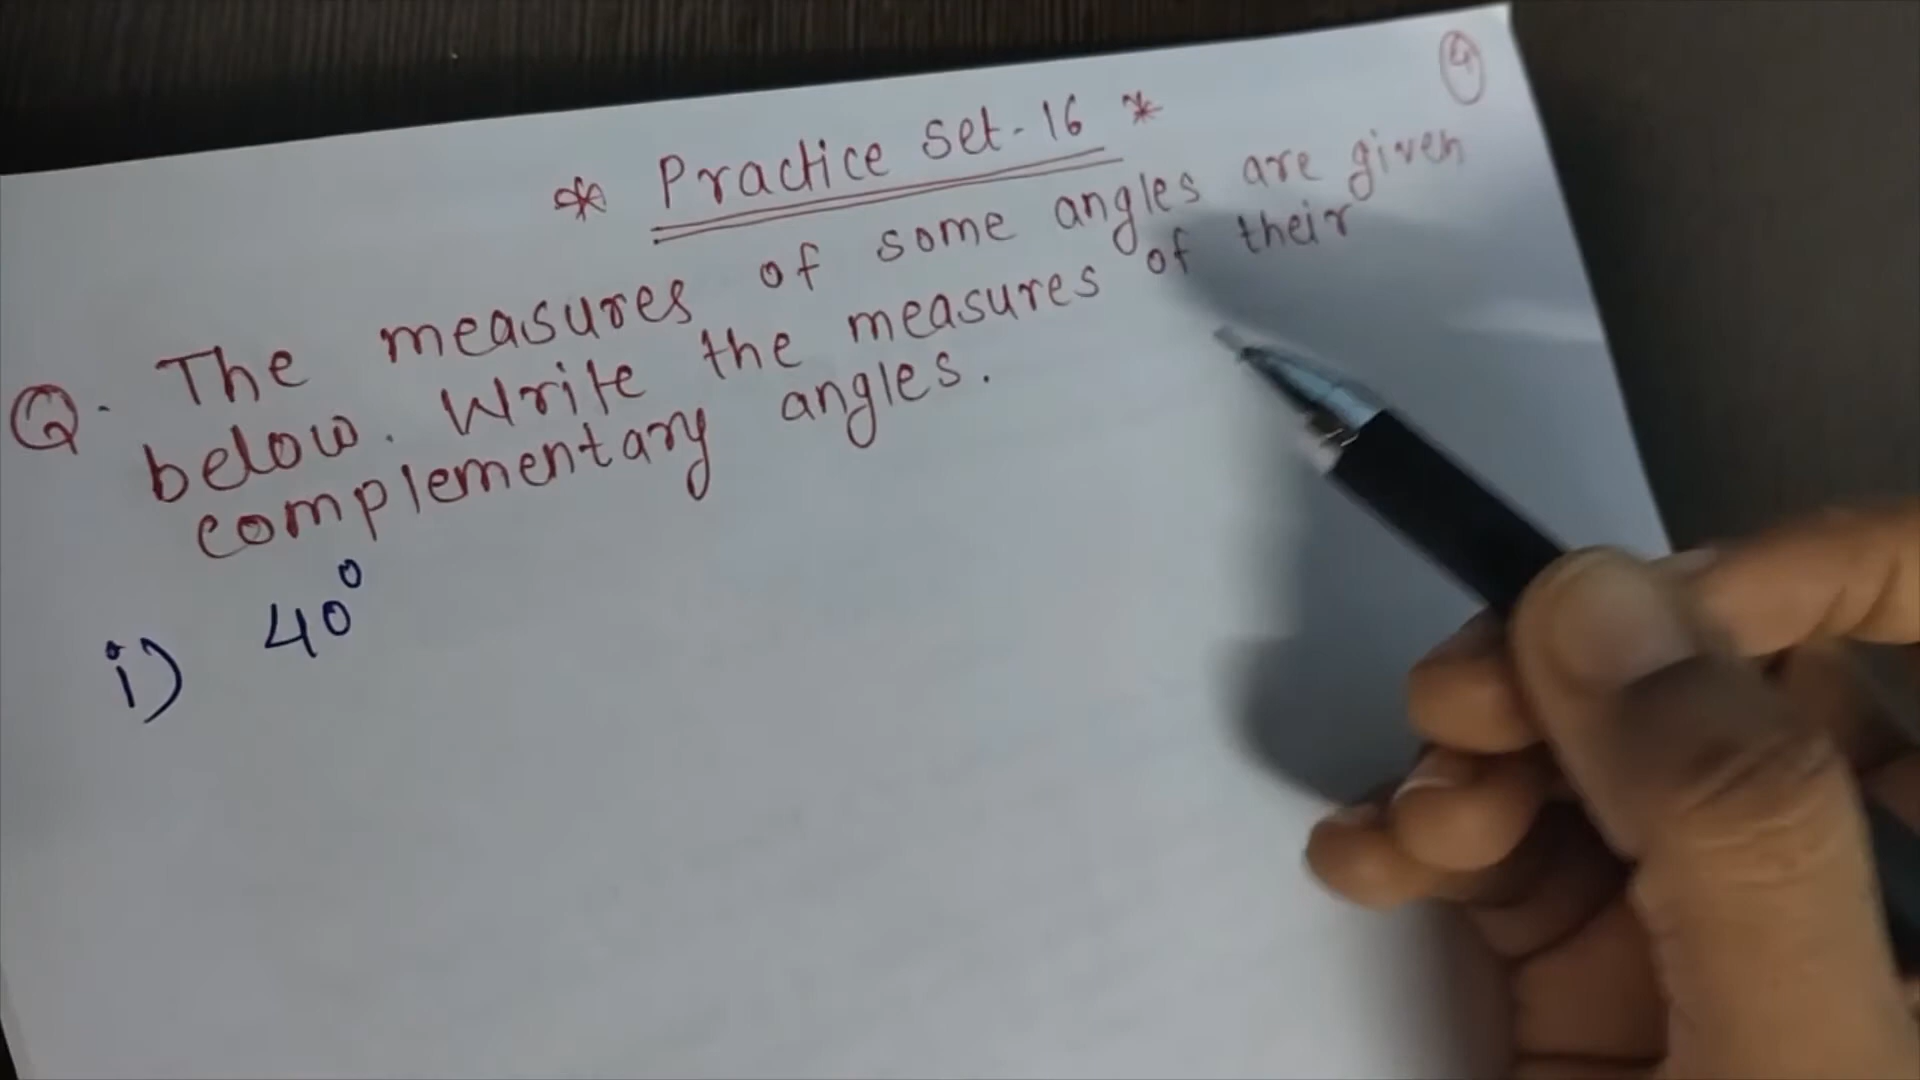 * Practice Set-16 *
Q. The measures of some angles are given
below. Write the measures of their
complementary angles.
i) 40°